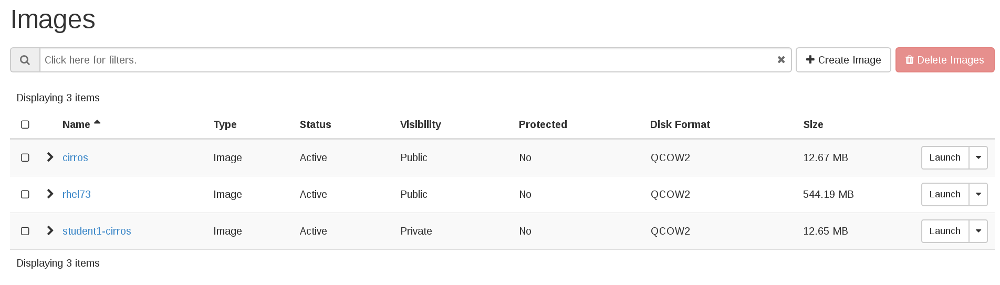 Images
Click here for filters. Create Image Delete Images
Displaying 3 items
Name Type Status Visibility Protected Disk Format Size
cirros Image Active Public No QCOW2 12.67 MB Launch
rhel73 Image Active Public No QCOW2 544.19 MB Launch
student1-cirros Image Active Private No QCOW2 12.65 MB Launch
Displaying 3 items